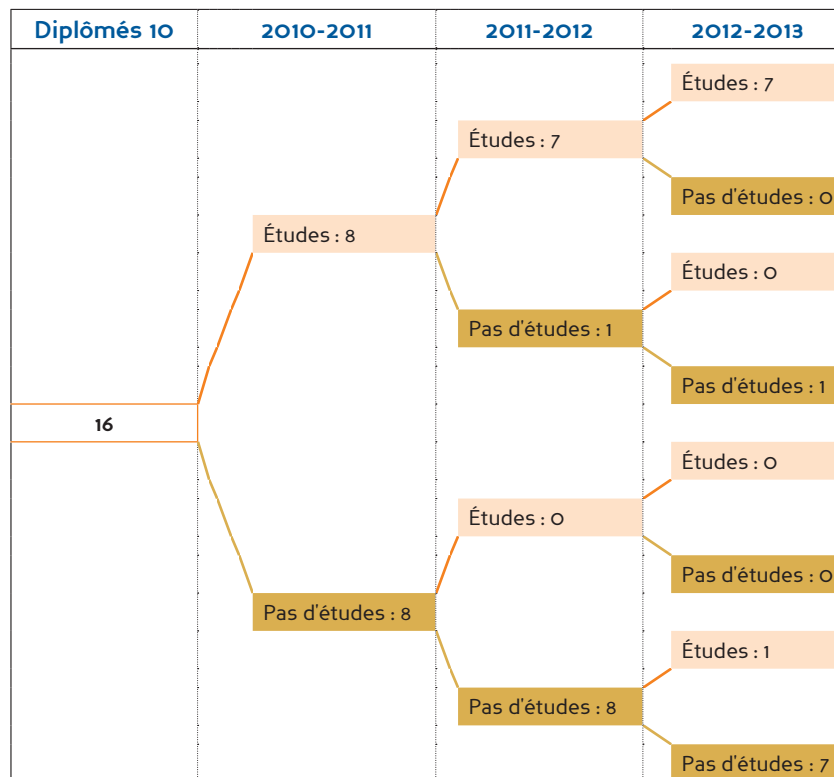 Diplômés 10 2010-2011 2011-2012 2012-2013
Études : 7
Études : 7
Pas d'études : 0
Études : 8
Études : 0
Pas d'études : 1
Pas d'études : 1
16
Études : 0
Études : 0
Pas d'études : 0
Pas d'études : 8
Études : 1
Pas d'études : 8
Pas d'études : 7